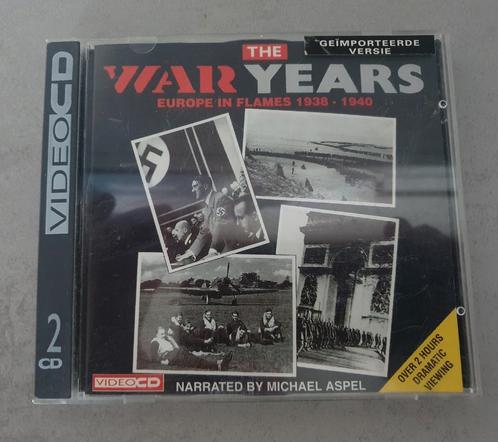 THE
WAR YEARS
EUROPE IN FLAMES 1938 - 1940
GEÏMPORTEERDE
VERSIE
VIDEO CD
2
CD
VIDEO CD
NARRATED BY MICHAEL ASPEL
OVER 2 HOURS
DRAMATIC
VIEWING